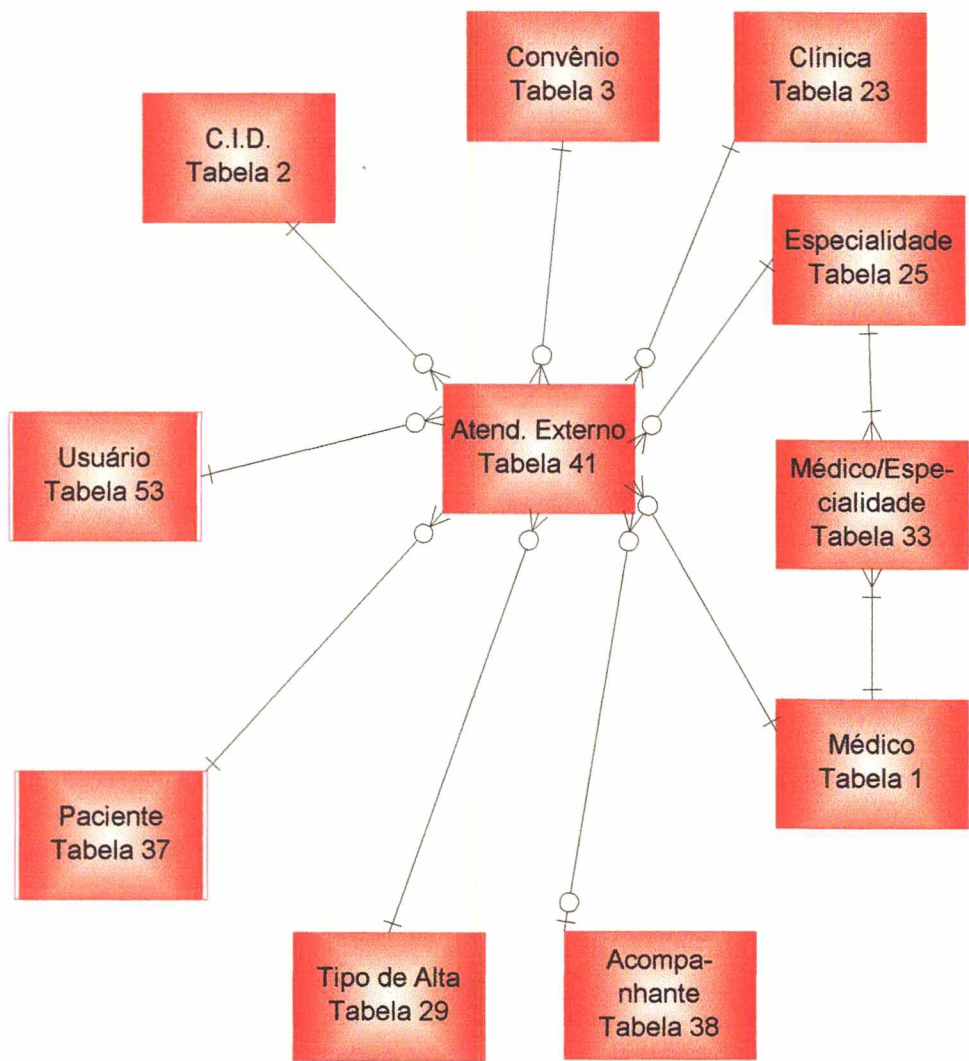 Convênio
Tabela 3
Clínica
Tabela 23
C.I.D.
Tabela 2
Especialidade
Tabela 25
Atend. Externo
Tabela 41
Usuário
Tabela 53
Médico/Espe-
cialidade
Tabela 33
Médico
Tabela 1
Paciente
Tabela 37
Tipo de Alta
Tabela 29
Acompa-
nhante
Tabela 38